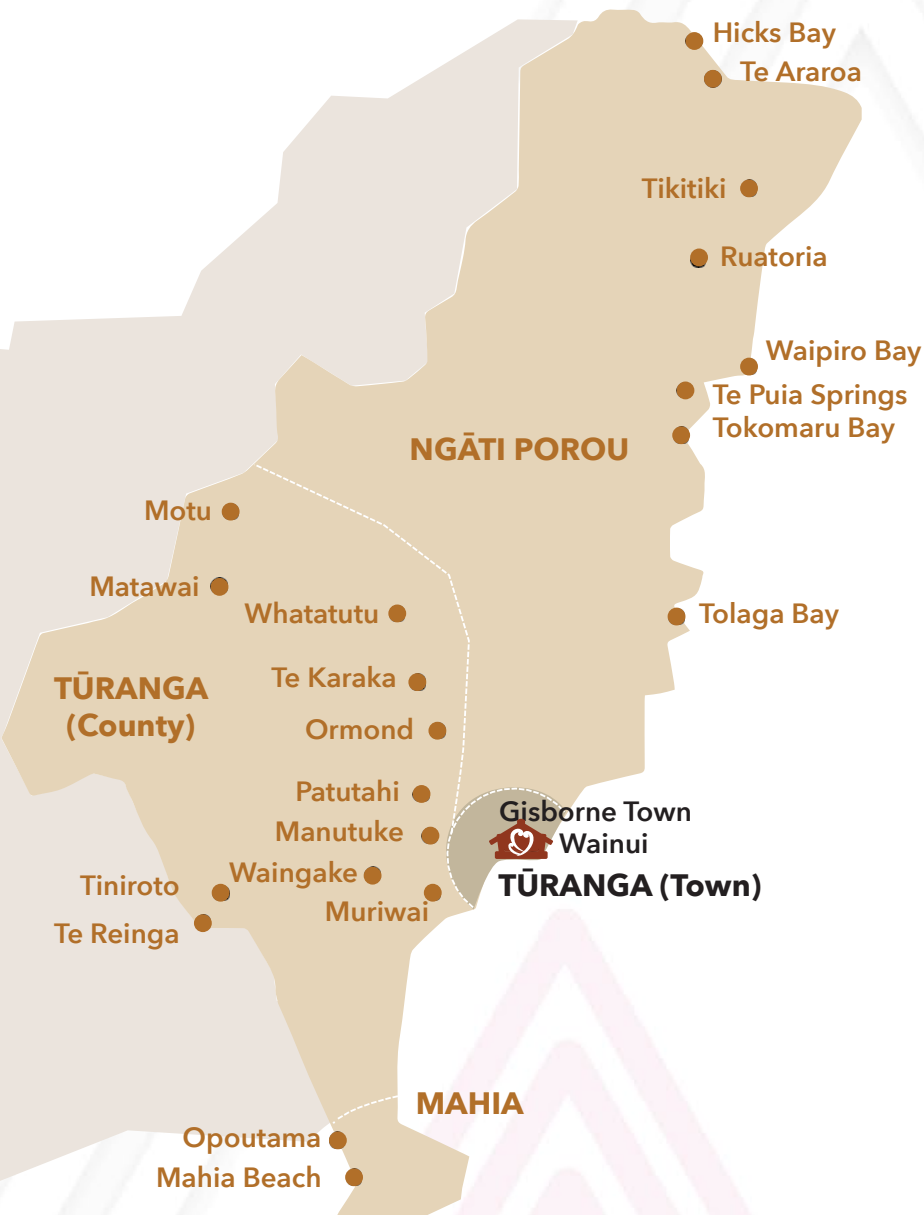 Hicks Bay
Te Araroa
Tikitiki
Ruatoria
Waipiro Bay
Te Puia Springs
Tokomaru Bay
NGĀTI POROU
Motu
Matawai
Whatatutu
Tolaga Bay
Te Karaka
TŪRANGA
(County)
Ormond
Patutahi
Gisborne Town
Manutuke
Wainui
Waingake
TŪRANGA (Town)
Tiniroto
Muriwai
Te Reinga
MAHIA
Opoutama
Mahia Beach